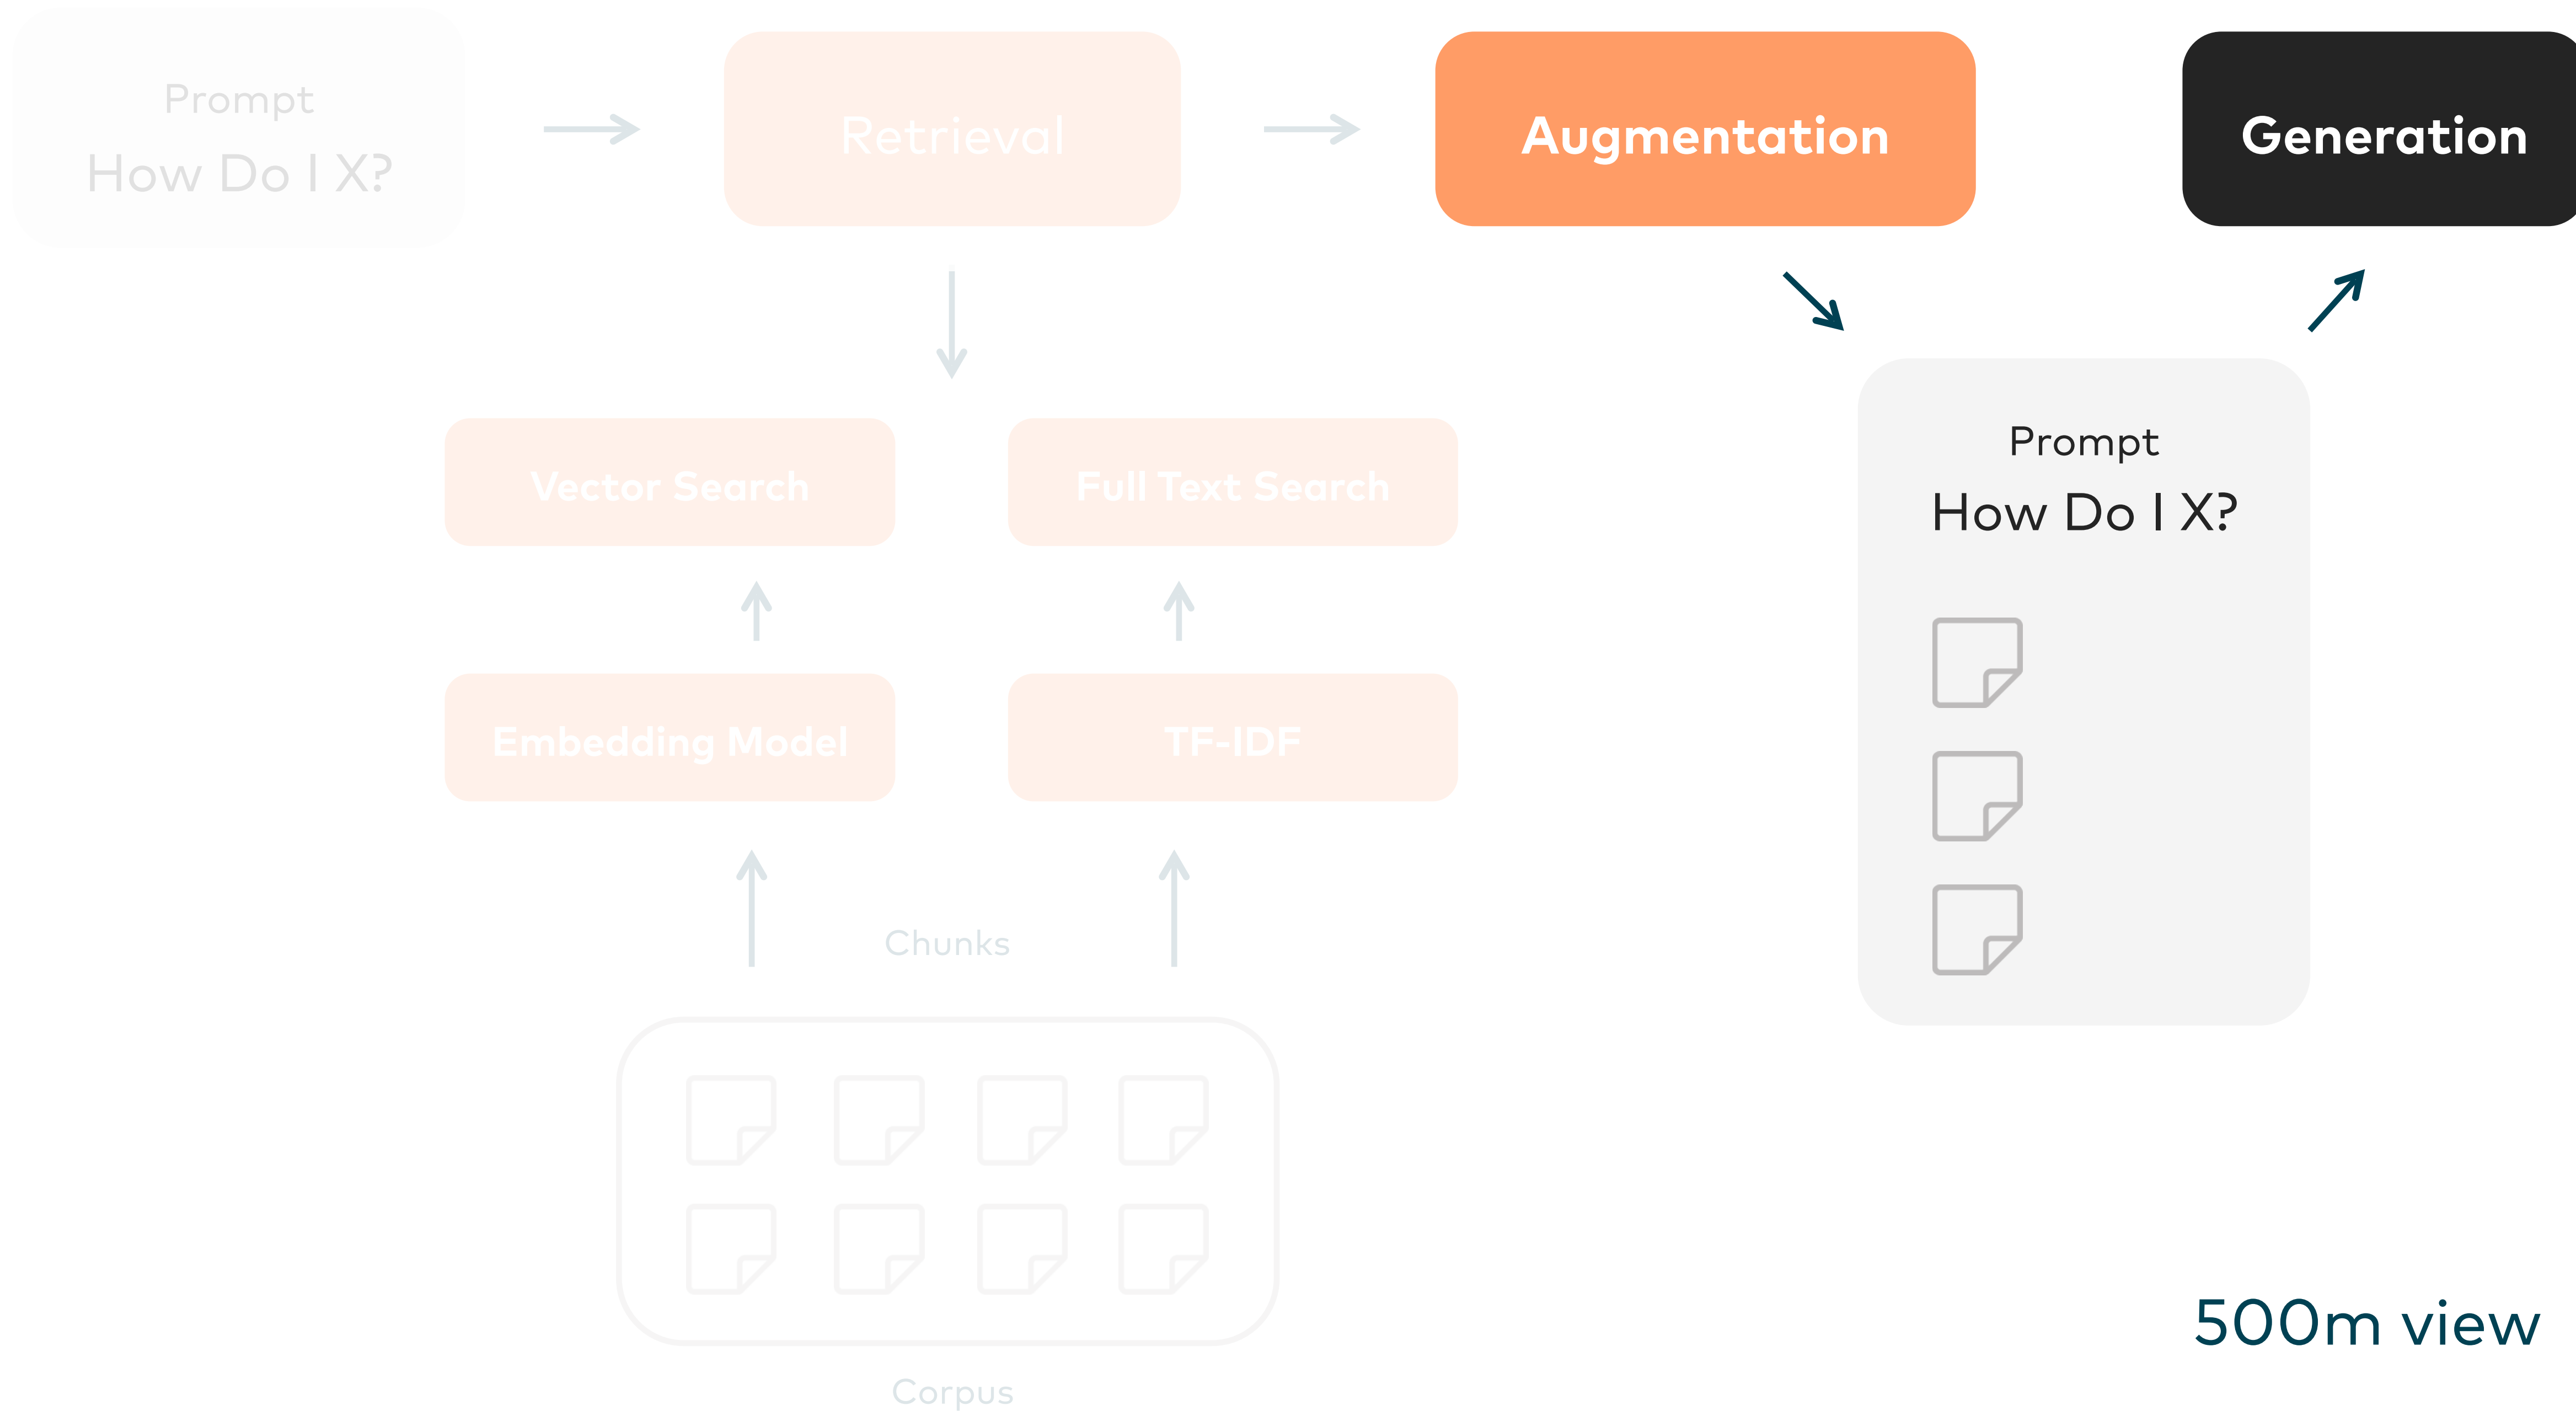 Prompt
How Do I X?
Retrieval
Augmentation
Generation
Prompt
How Do I X?
Vector Search
Full Text Search
Embedding Model
TF-IDF
Chunks
Corpus
500m view